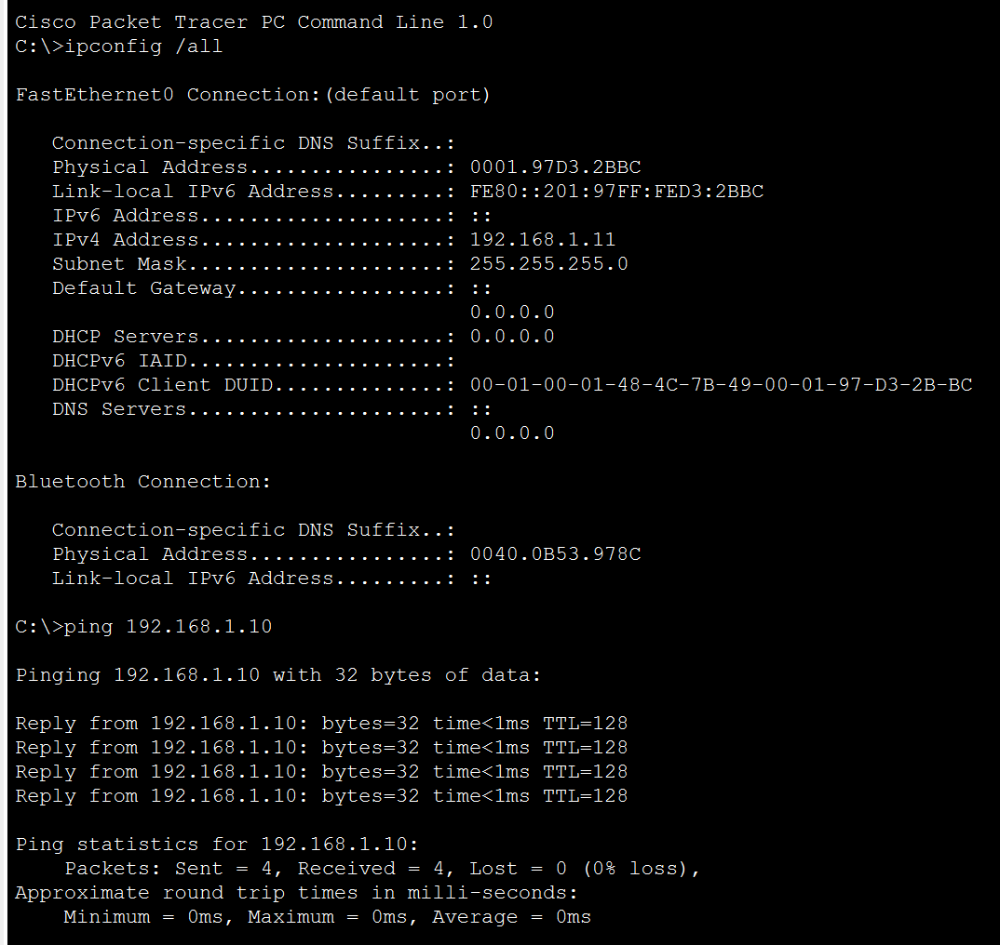 Cisco Packet Tracer PC Command Line 1.0
C:\>ipconfig /all
FastEthernet0 Connection:(default port)
Connection-specific DNS Suffix..:
Physical Address................: 0001.97D3.2BBC
Link-local IPv6 Address.........: FE80::201:97FF:FED3:2BBC
IPv6 Address....................: ::
IPv4 Address....................: 192.168.1.11
Subnet Mask.....................: 255.255.255.0
Default Gateway.................: ::
0.0.0.0
DHCP Servers....................: 0.0.0.0
DHCPv6 IAID.....................:
DHCPv6 Client DUID..............: 00-01-00-01-48-4C-7B-49-00-01-97-D3-2B-BC
DNS Servers.....................: ::
0.0.0.0
Bluetooth Connection:
Connection-specific DNS Suffix..:
Physical Address................: 0040.0B53.978C
Link-local IPv6 Address.........: ::
C:\>ping 192.168.1.10
Pinging 192.168.1.10 with 32 bytes of data:
Reply from 192.168.1.10: bytes=32 time<1ms TTL=128
Reply from 192.168.1.10: bytes=32 time<1ms TTL=128
Reply from 192.168.1.10: bytes=32 time<1ms TTL=128
Reply from 192.168.1.10: bytes=32 time<1ms TTL=128
Ping statistics for 192.168.1.10:
Packets: Sent = 4, Received = 4, Lost = 0 (0% loss),
Approximate round trip times in milli-seconds:
Minimum = 0ms, Maximum = 0ms, Average = 0ms